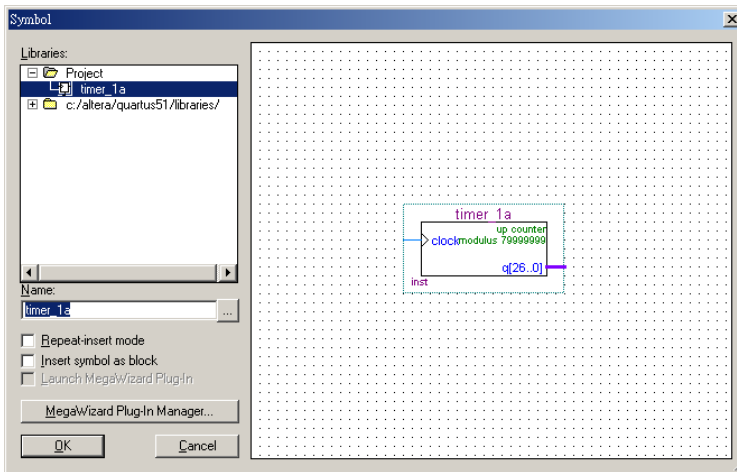 Symbol
Libraries:
Project
timer_1a
c:/altera/quartus51/libraries/
Name:
timer_1a
...
Repeat-insert mode
Insert symbol as block
Launch MegaWizard Plug-In
MegaWizard Plug-In Manager...
OK
Cancel
timer_1a
up counter
clock modulus 79999999
q[26..0]
inst